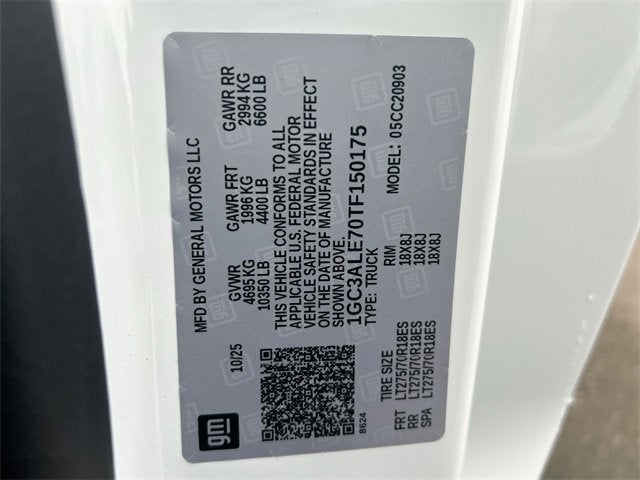 MFD BY GENERAL MOTORS LLC
10/25
GVWR GAWR FRT GAWR RR
4695 KG 1996 KG 2994 KG
10350 LB 4400 LB 6600 LB
THIS VEHICLE CONFORMS TO ALL
APPLICABLE U.S. FEDERAL MOTOR
VEHICLE SAFETY STANDARDS IN EFFECT
ON THE DATE OF MANUFACTURE
SHOWN ABOVE.
1GC3ALE70TF150175
TYPE: TRUCK MODEL: 05CC20903
gm
8624
TIRE SIZE RIM
FRT LT275/70R18ES 18X8J
RR LT275/70R18ES 18X8J
SPA LT275/70R18ES 18X8J